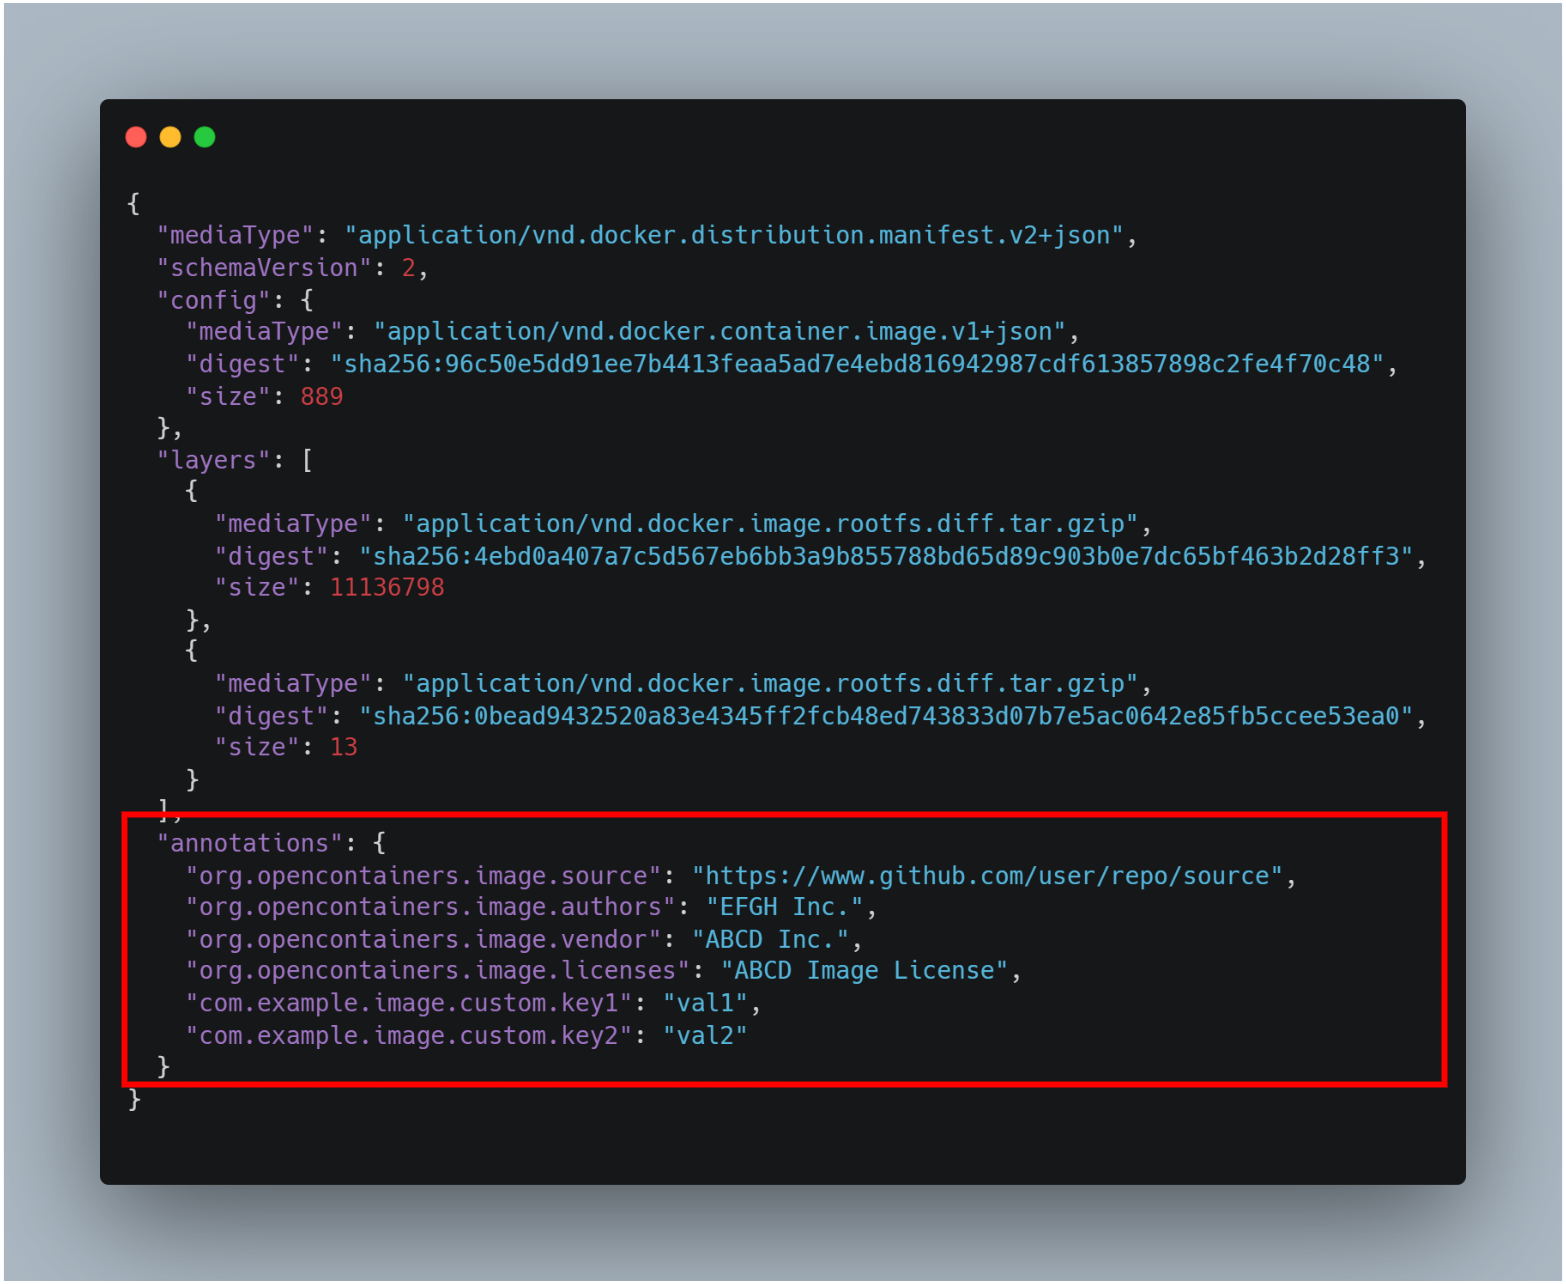 {
  "mediaType": "application/vnd.docker.distribution.manifest.v2+json",
  "schemaVersion": 2,
  "config": {
    "mediaType": "application/vnd.docker.container.image.v1+json",
    "digest": "sha256:96c50e5dd91ee7b4413feaa5ad7e4ebd816942987cdf613857898c2fe4f70c48",
    "size": 889
  },
  "layers": [
    {
      "mediaType": "application/vnd.docker.image.rootfs.diff.tar.gzip",
      "digest": "sha256:4ebd0a407a7c5d567eb6bb3a9b855788bd65d89c903b0e7dc65bf463b2d28ff3",
      "size": 11136798
    },
    {
      "mediaType": "application/vnd.docker.image.rootfs.diff.tar.gzip",
      "digest": "sha256:0bead9432520a83e4345ff2fcb48ed743833d07b7e5ac0642e85fb5ccee53ea0",
      "size": 13
    }
  ],
  "annotations": {
    "org.opencontainers.image.source": "https://www.github.com/user/repo/source",
    "org.opencontainers.image.authors": "EFGH Inc.",
    "org.opencontainers.image.vendor": "ABCD Inc.",
    "org.opencontainers.image.licenses": "ABCD Image License",
    "com.example.image.custom.key1": "val1",
    "com.example.image.custom.key2": "val2"
  }
}